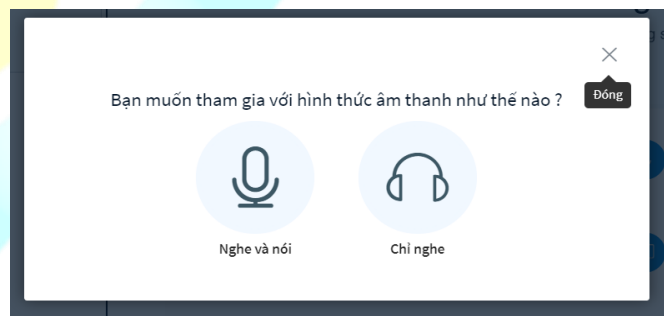 Đóng
Bạn muốn tham gia với hình thức âm thanh như thế nào ?
Nghe và nói
Chỉ nghe